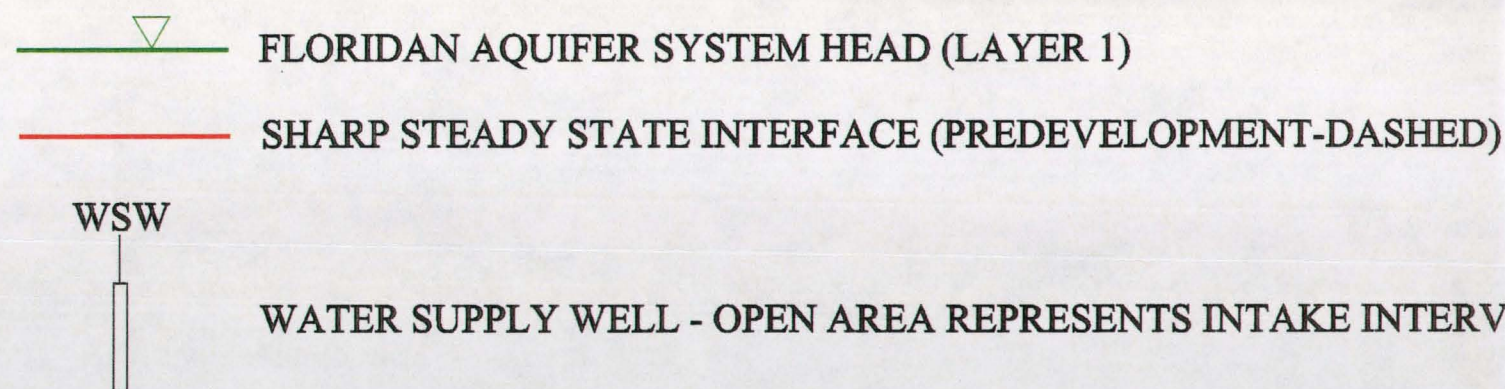 FLORIDAN AQUIFER SYSTEM HEAD (LAYER 1)
SHARP STEADY STATE INTERFACE (PREDEVELOPMENT-DASHED)
WSW
WATER SUPPLY WELL - OPEN AREA REPRESENTS INTAKE INTERV